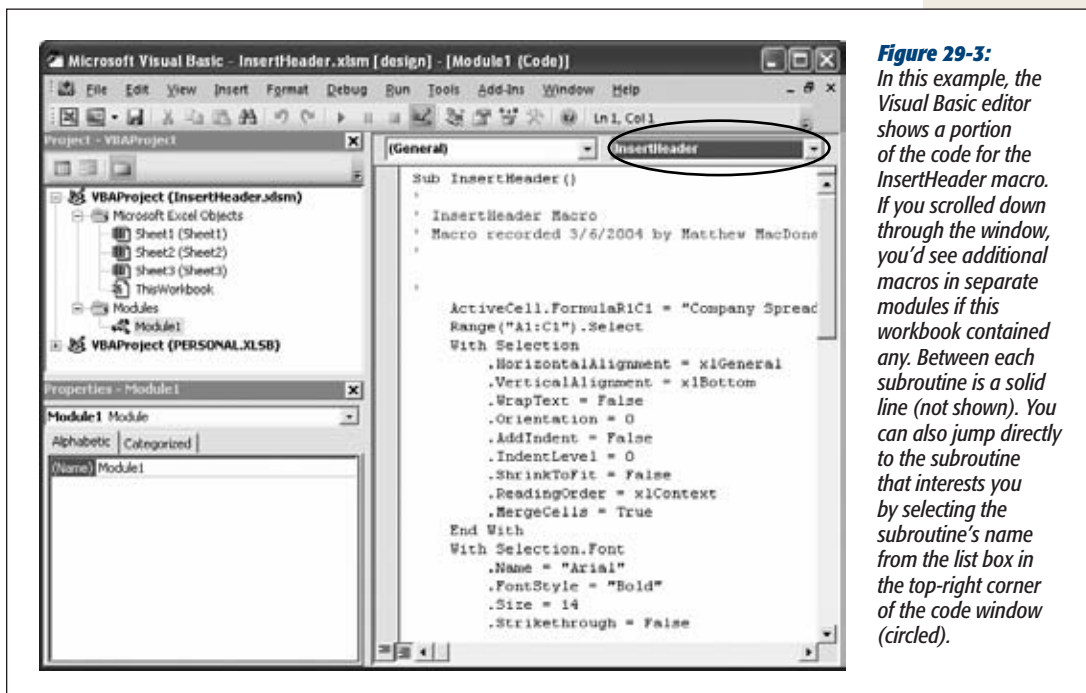 Microsoft Visual Basic - InsertHeader.xlsm [design] - [Module1 (Code)]
File Edit View Insert Format Debug Run Tools Add-Ins Window Help
Ln 1, Col 1
Project - VBAProject
VBAProject (InsertHeader.xlsm)
Microsoft Excel Objects
Sheet1 (Sheet1)
Sheet2 (Sheet2)
Sheet3 (Sheet3)
ThisWorkbook
Modules
Module1
VBAProject (PERSONAL.XLSB)
Properties - Module1
Module1 Module
Alphabetic Categorized
(Name) Module1
(General) InsertHeader
Sub InsertHeader()
'
' InsertHeader Macro
' Macro recorded 3/6/2004 by Matthew MacDona
'
'
ActiveCell.FormulaR1C1 = "Company Spread
Range("A1:C1").Select
With Selection
.HorizontalAlignment = xlGeneral
.VerticalAlignment = xlBottom
.WrapText = False
.Orientation = 0
.AddIndent = False
.IndentLevel = 0
.ShrinkToFit = False
.ReadingOrder = xlContext
.MergeCells = True
End With
With Selection.Font
.Name = "Arial"
.FontStyle = "Bold"
.Size = 14
.Strikethrough = False
Figure 29-3:
In this example, the
Visual Basic editor
shows a portion
of the code for the
InsertHeader macro.
If you scrolled down
through the window,
you'd see additional
macros in separate
modules if this
workbook contained
any. Between each
subroutine is a solid
line (not shown). You
can also jump directly
to the subroutine
that interests you
by selecting the
subroutine's name
from the list box in
the top-right corner
of the code window
(circled).